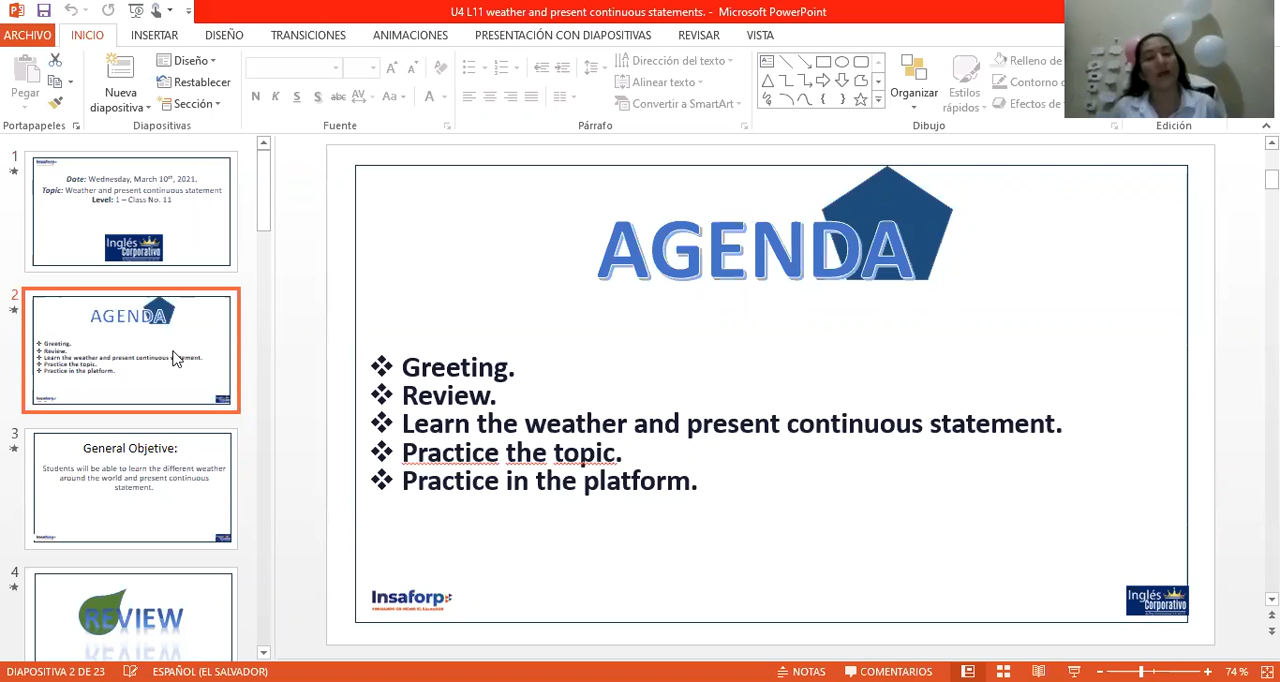 U4 L11 weather and present continuous statements. - Microsoft PowerPoint
ARCHIVO INICIO INSERTAR DISEÑO TRANSICIONES ANIMACIONES PRESENTACIÓN CON DIAPOSITIVAS REVISAR VISTA
Pegar
Nueva
diapositiva
Diseño
Restablecer
Sección
N K S S abc AV Aa A
Dirección del texto
Alinear texto
Convertir a SmartArt
Organizar
Estilos
rápidos
Relleno de
Contorno
Efectos de
Portapapeles Diapositivas Fuente Párrafo Dibujo Edición
1
Date: Wednesday, March 10st, 2021.
Topic: Weather and present continuous statement
Level: 1 – Class No. 11
Inglés
Corporativo
2
AGENDA
Greeting.
Review.
Learn the weather and present continuous statement.
Practice the topic.
Practice in the platform.
3
General Objetive:
Students will be able to learn the different weather
around the world and present continuous
statement.
4
REVIEW
AGENDA
❖ Greeting.
❖ Review.
❖ Learn the weather and present continuous statement.
❖ Practice the topic.
❖ Practice in the platform.
Insaforp
Inglés
Corporativo
DIAPOSITIVA 2 DE 23 ESPAÑOL (EL SALVADOR) NOTAS COMENTARIOS 74 %